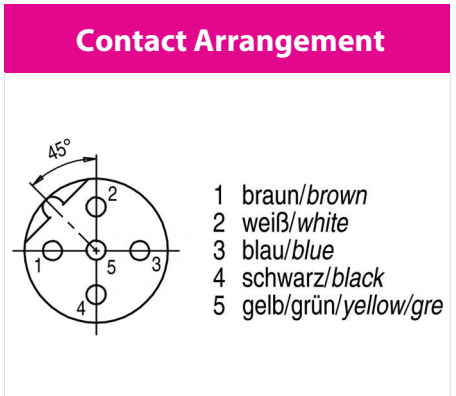 Contact Arrangement
45°
2
1
5
3
4
1 braun/brown
2 weiß/white
3 blau/blue
4 schwarz/black
5 gelb/grün/yellow/gre